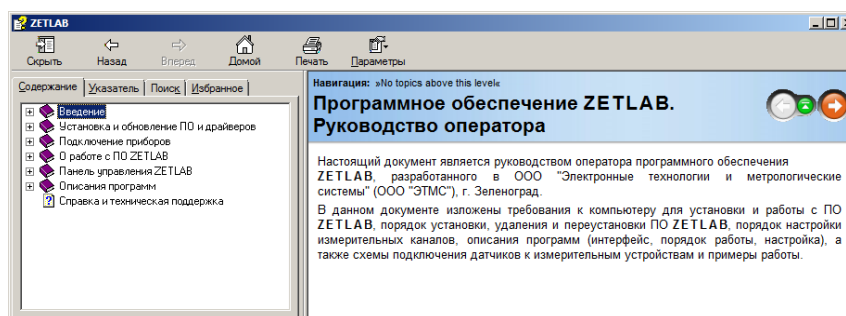 ZETLAB
Скрыть Назад Вперед Домой Печать Параметры
Содержание Указатель Поиск Избранное
Введение
Установка и обновление ПО и драйверов
Подключение приборов
О работе с ПО ZETLAB
Панель управления ZETLAB
Описания программ
Справка и техническая поддержка
Навигация: »No topics above this level«
Программное обеспечение ZETLAB.
Руководство оператора
Настоящий документ является руководством оператора программного обеспечения
ZETLAB, разработанного в ООО "Электронные технологии и метрологические
системы" (ООО "ЭТМС"), г. Зеленоград.
В данном документе изложены требования к компьютеру для установки и работы с ПО
ZETLAB, порядок установки, удаления и переустановки ПО ZETLAB, порядок настройки
измерительных каналов, описания программ (интерфейс, порядок работы, настройка), а
также схемы подключения датчиков к измерительным устройствам и примеры работы.